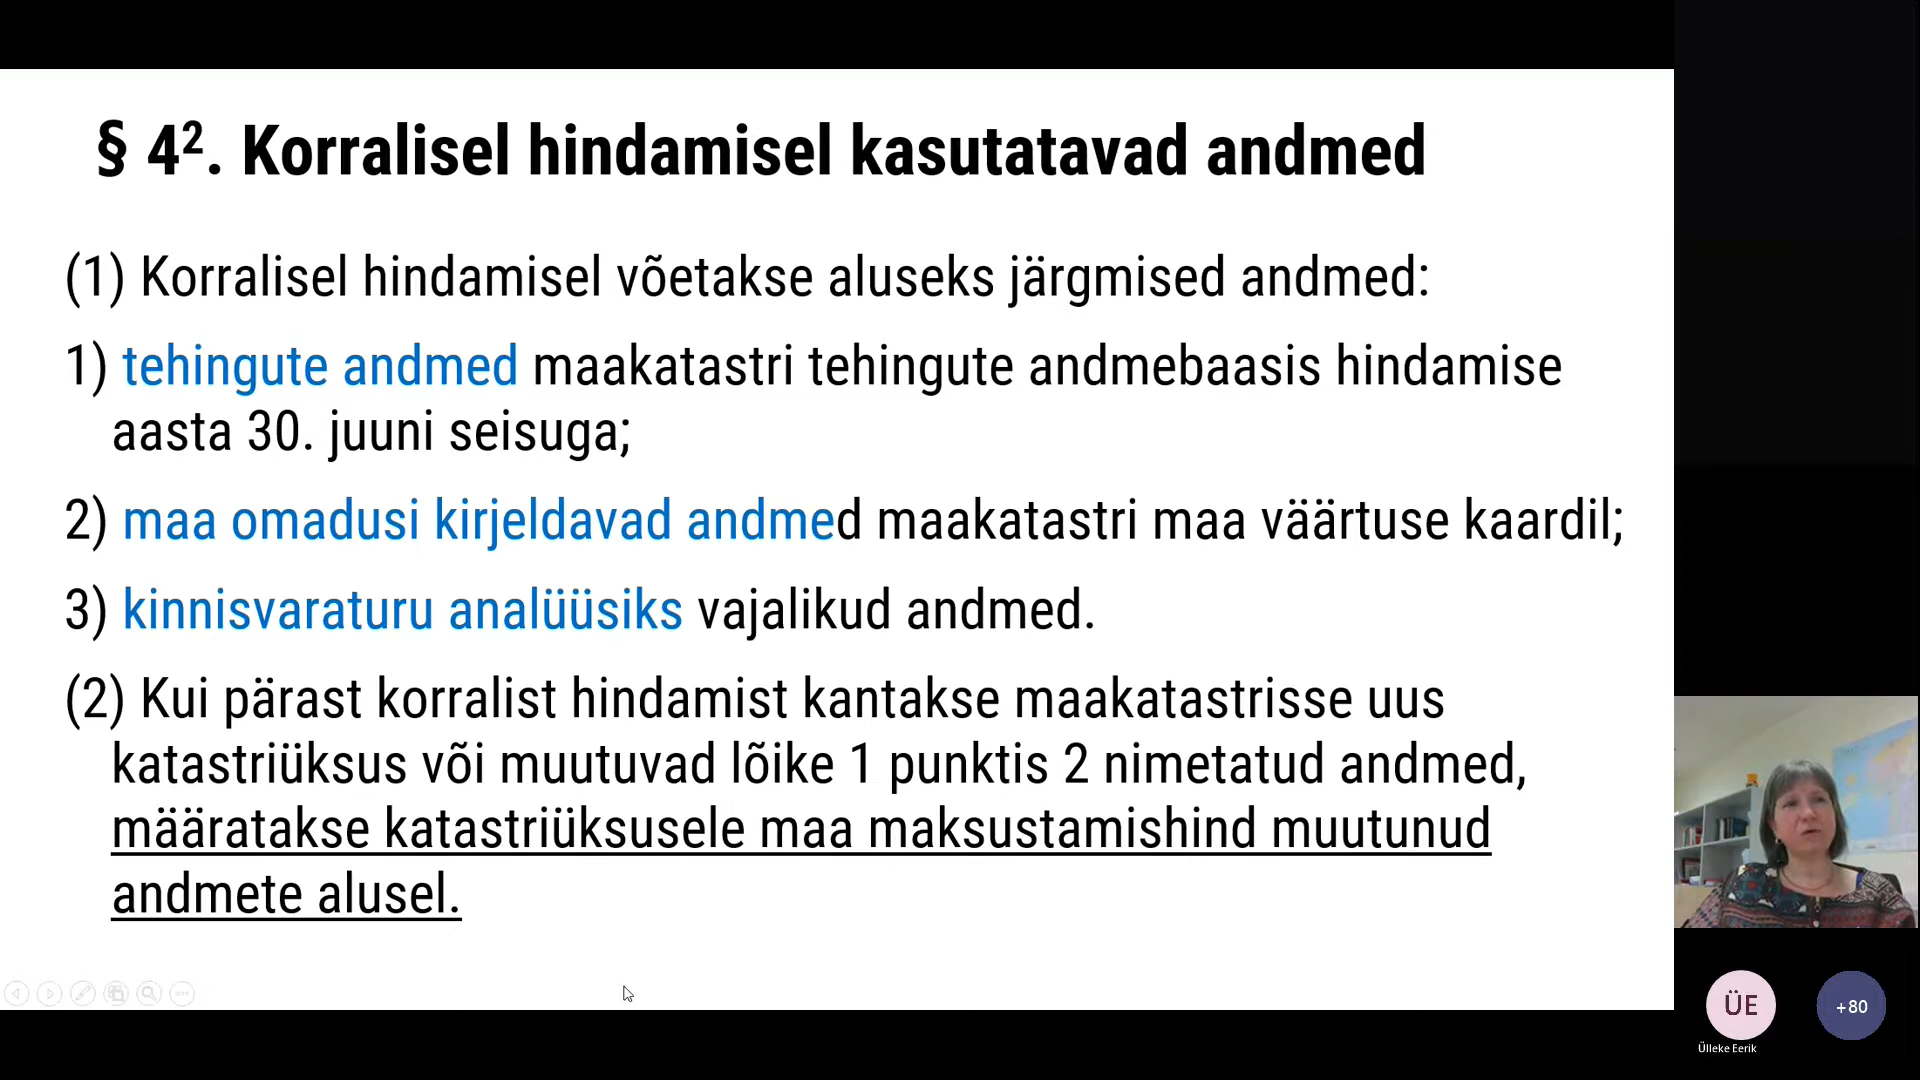 § 4². Korralisel hindamisel kasutatavad andmed
(1) Korralisel hindamisel võetakse aluseks järgmised andmed:
1) tehingute andmed maakatastri tehingute andmebaasis hindamise
aasta 30. juuni seisuga;
2) maa omadusi kirjeldavad andmed maakatastri maa väärtuse kaardil;
3) kinnisvaraturu analüüsiks vajalikud andmed.
(2) Kui pärast korralist hindamist kantakse maakatastrisse uus
katastriüksus või muutuvad lõike 1 punktis 2 nimetatud andmed,
määratakse katastriüksusele maa maksustamishind muutunud
andmete alusel.
ÜE
+80
Ülleke Eerik